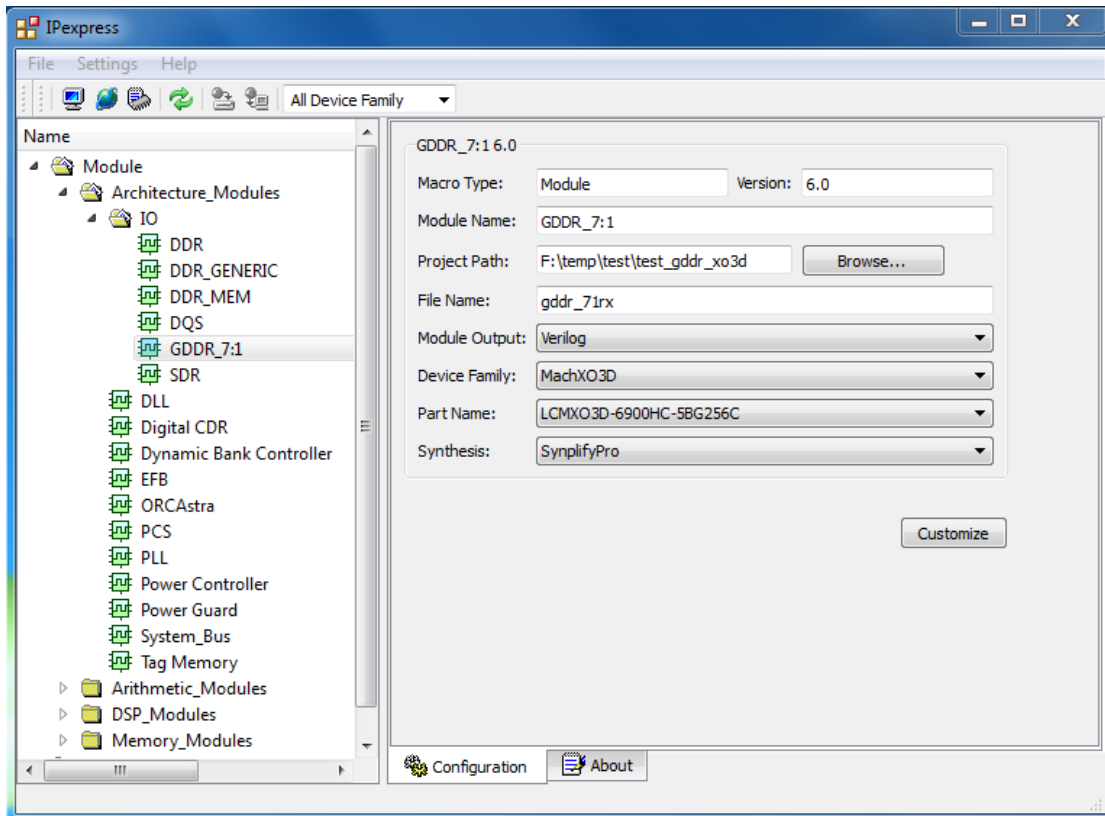 IPexpress
File Settings Help
All Device Family
Name
Module
Architecture_Modules
IO
DDR
DDR_GENERIC
DDR_MEM
DQS
GDDR_7:1
SDR
DLL
Digital CDR
Dynamic Bank Controller
EFB
ORCAstra
PCS
PLL
Power Controller
Power Guard
System_Bus
Tag Memory
Arithmetic_Modules
DSP_Modules
Memory_Modules
GDDR_7:1 6.0
Macro Type: Module Version: 6.0
Module Name: GDDR_7:1
Project Path: F:\temp\test\test_gddr_xo3d Browse...
File Name: gddr_71rx
Module Output: Verilog
Device Family: MachXO3D
Part Name: LCMXO3D-6900HC-5BG256C
Synthesis: SynplifyPro
Customize
Configuration About